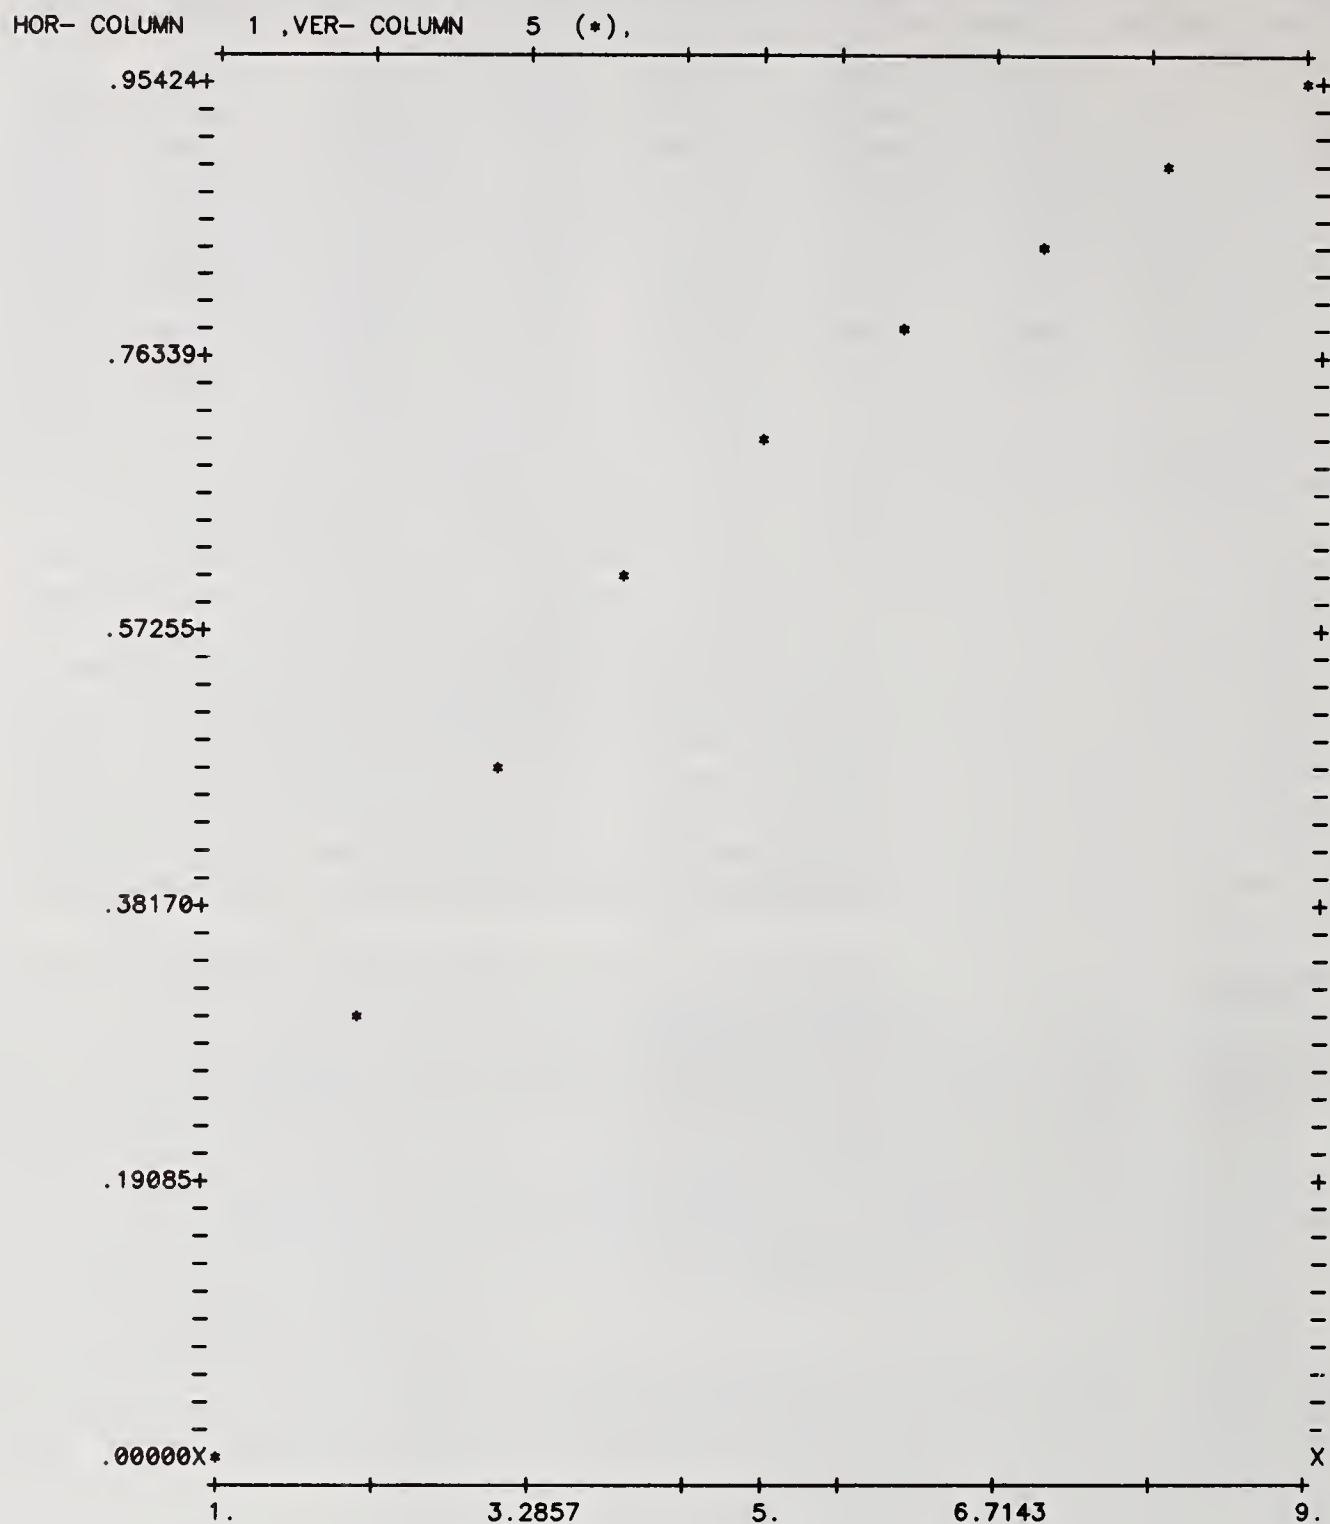 HOR- COLUMN 1 ,VER- COLUMN 5 (*),
.95424+
.76339+
.57255+
.38170+
.19085+
.00000X* X
1. 3.2857 5. 6.7143 9.